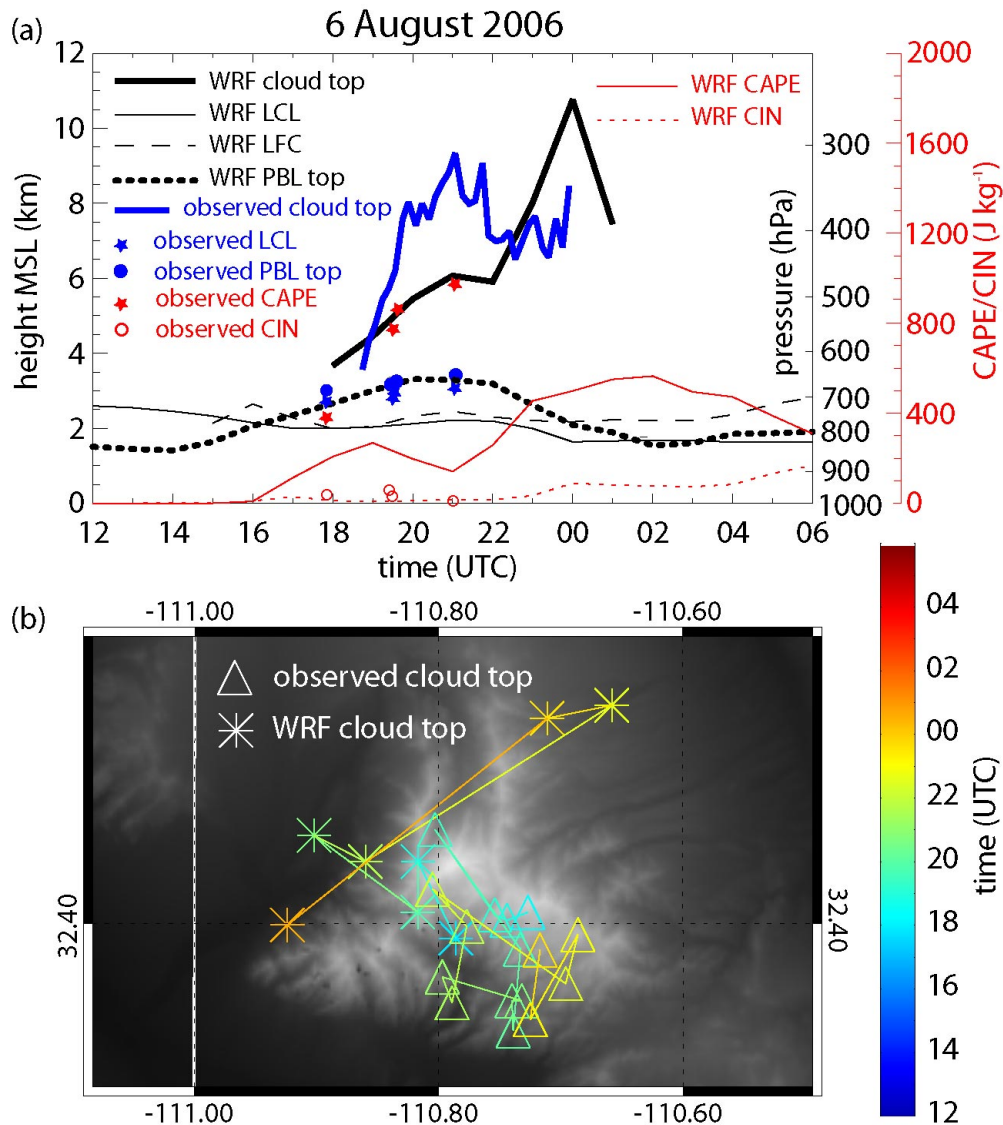 6 August 2006
(a)
12
10
8
6
4
2
0
height MSL (km)
WRF cloud top
WRF LCL
WRF LFC
WRF PBL top
observed cloud top
observed LCL
observed PBL top
observed CAPE
observed CIN
WRF CAPE
WRF CIN
300
400
500
600
700
800
900
1000
pressure (hPa)
2000
1600
1200
800
400
0
CAPE/CIN (J kg-1)
12 14 16 18 20 22 00 02 04 06
time (UTC)
(b)
-111.00 -110.80 -110.60
observed cloud top
WRF cloud top
32.40
32.40
-111.00 -110.80 -110.60
04
02
00
22
20
18
16
14
12
time (UTC)